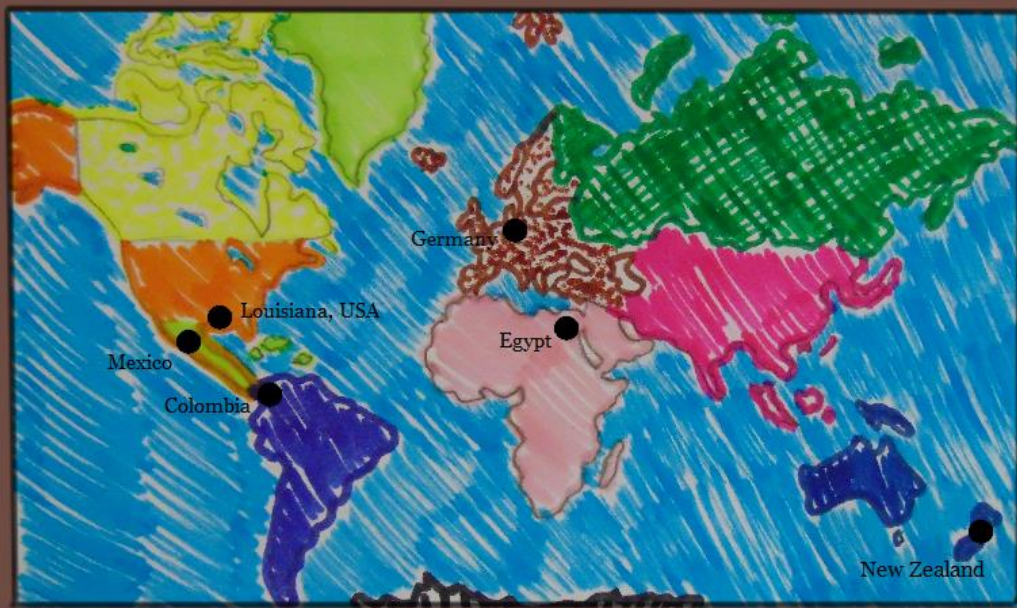 Germany
Louisiana, USA
Egypt
Mexico
Colombia
New Zealand